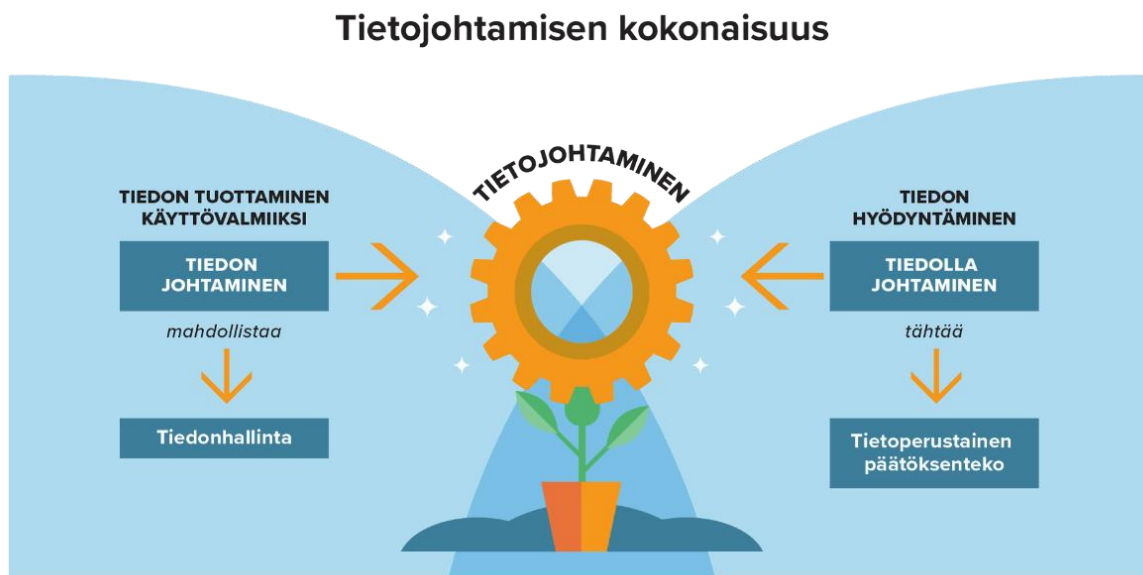 Tietojohtamisen kokonaisuus
TIETOJOHTAMINEN
TIEDON TUOTTAMINEN
KÄYTTÖVALMIIKSI
TIEDON
JOHTAMINEN
mahdollistaa
Tiedonhallinta
TIEDON
HYÖDYNTÄMINEN
TIEDOLLA
JOHTAMINEN
tähtää
Tietoperustainen
päätöksenteko